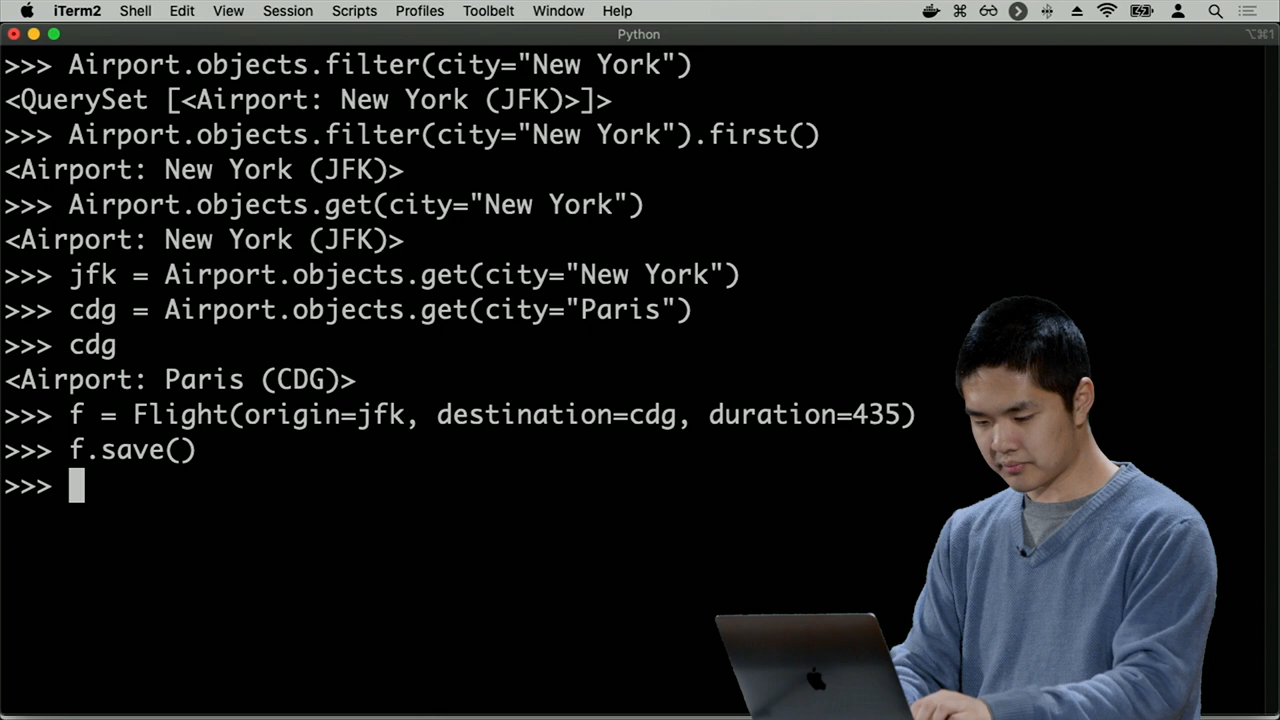 iTerm2 Shell Edit View Session Scripts Profiles Toolbelt Window Help
Python
⌥⌘1
>>> Airport.objects.filter(city="New York")
<QuerySet [<Airport: New York (JFK)>]>
>>> Airport.objects.filter(city="New York").first()
<Airport: New York (JFK)>
>>> Airport.objects.get(city="New York")
<Airport: New York (JFK)>
>>> jfk = Airport.objects.get(city="New York")
>>> cdg = Airport.objects.get(city="Paris")
>>> cdg
<Airport: Paris (CDG)>
>>> f = Flight(origin=jfk, destination=cdg, duration=435)
>>> f.save()
>>>